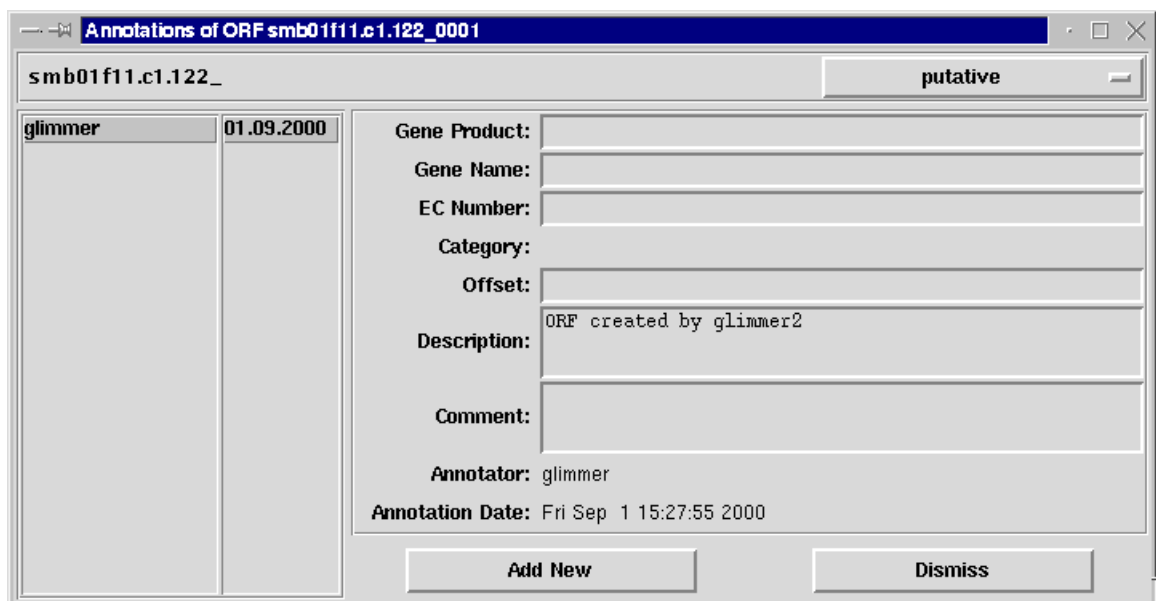 Annotations of ORF smb01f11.c1.122_0001
smb01f11.c1.122_ putative
glimmer 01.09.2000
Gene Product:
Gene Name:
EC Number:
Category:
Offset:
Description: ORF created by glimmer2
Comment:
Annotator: glimmer
Annotation Date: Fri Sep 1 15:27:55 2000
Add New Dismiss